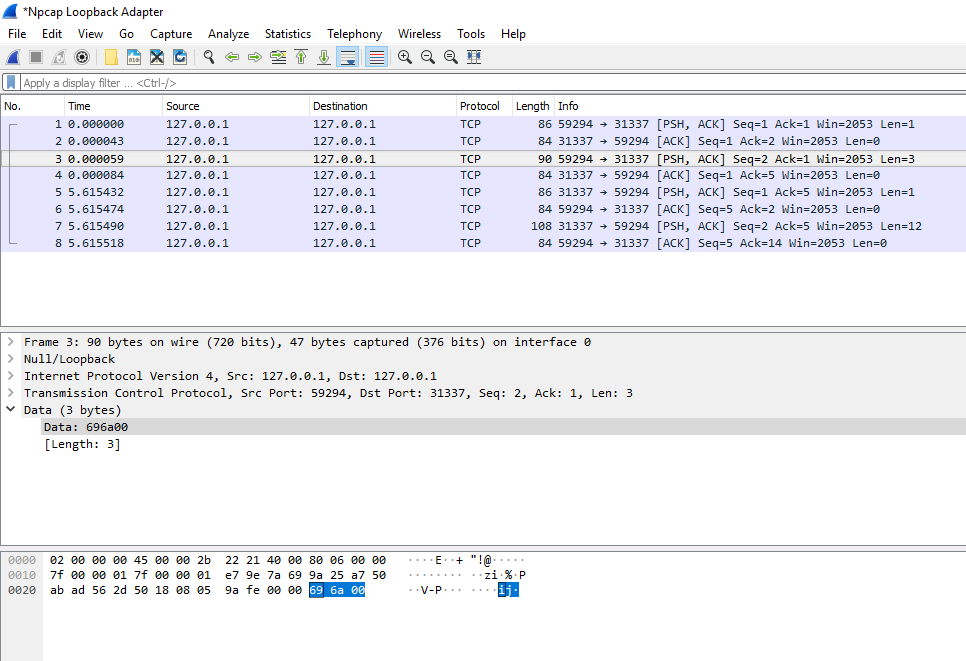 *Npcap Loopback Adapter
File Edit View Go Capture Analyze Statistics Telephony Wireless Tools Help
Apply a display filter ... <Ctrl-/>
No. Time Source Destination Protocol Length Info
1 0.000000 127.0.0.1 127.0.0.1 TCP 86 59294 → 31337 [PSH, ACK] Seq=1 Ack=1 Win=2053 Len=1
2 0.000043 127.0.0.1 127.0.0.1 TCP 84 31337 → 59294 [ACK] Seq=1 Ack=2 Win=2053 Len=0
3 0.000059 127.0.0.1 127.0.0.1 TCP 90 59294 → 31337 [PSH, ACK] Seq=2 Ack=1 Win=2053 Len=3
4 0.000084 127.0.0.1 127.0.0.1 TCP 84 31337 → 59294 [ACK] Seq=1 Ack=5 Win=2053 Len=0
5 5.615432 127.0.0.1 127.0.0.1 TCP 86 31337 → 59294 [PSH, ACK] Seq=1 Ack=5 Win=2053 Len=1
6 5.615474 127.0.0.1 127.0.0.1 TCP 84 59294 → 31337 [ACK] Seq=5 Ack=2 Win=2053 Len=0
7 5.615490 127.0.0.1 127.0.0.1 TCP 108 31337 → 59294 [PSH, ACK] Seq=2 Ack=5 Win=2053 Len=12
8 5.615518 127.0.0.1 127.0.0.1 TCP 84 59294 → 31337 [ACK] Seq=5 Ack=14 Win=2053 Len=0
Frame 3: 90 bytes on wire (720 bits), 47 bytes captured (376 bits) on interface 0
Null/Loopback
Internet Protocol Version 4, Src: 127.0.0.1, Dst: 127.0.0.1
Transmission Control Protocol, Src Port: 59294, Dst Port: 31337, Seq: 2, Ack: 1, Len: 3
Data (3 bytes)
Data: 696a00
[Length: 3]
0000 02 00 00 00 45 00 00 2b 22 21 40 00 80 06 00 00 ····E··+ "!@·····
0010 7f 00 00 01 7f 00 00 01 e7 9e 7a 69 9a 25 a7 50 ········ ··zi·%·P
0020 ab ad 56 2d 50 18 08 05 9a fe 00 00 69 6a 00 ··V-P··· ····ij·